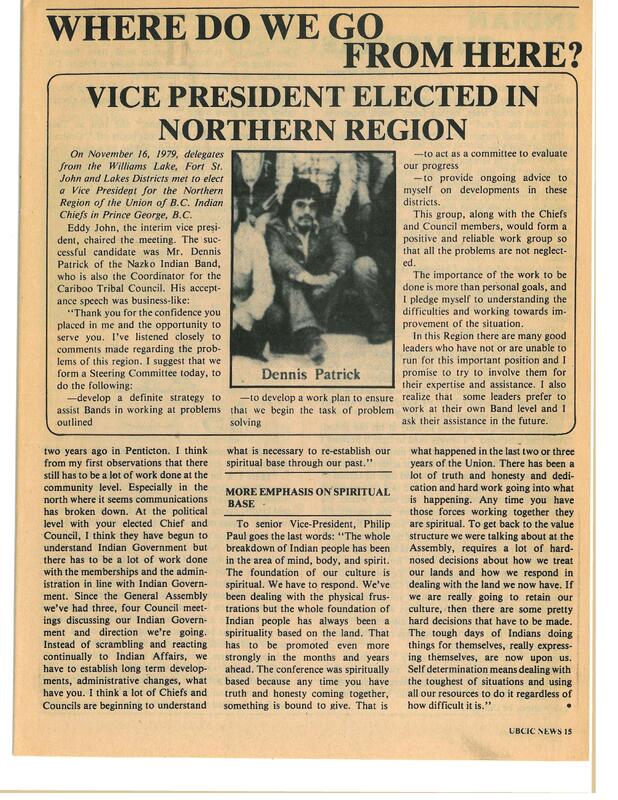 WHERE DO WE GO
FROM HERE?
VICE PRESIDENT ELECTED IN
NORTHERN REGION
On November 16, 1979, delegates
from the Williams Lake, Fort St.
John and Lakes Districts met to elect
a Vice President for the Northern
Region of the Union of B.C. Indian
Chiefs in Prince George, B.C.
Eddy John, the interim vice presi-
dent, chaired the meeting. The suc-
cessful candidate was Mr. Dennis
Patrick of the Nazko Indian Band,
who is also the Coordinator for the
Cariboo Tribal Council. His accept-
ance speech was business-like:
"Thank you for the confidence you
placed in me and the opportunity to
serve you. I've listened closely to
comments made regarding the prob-
lems of this region. I suggest that we
form a Steering Committee today, to
do the following:
—develop a definite strategy to
assist Bands in working at problems
outlined
Dennis Patrick
—to develop a work plan to ensure
that we begin the task of problem
solving
—to act as a committee to evaluate
our progress
—to provide ongoing advice to
myself on developments in these
districts.
This group, along with the Chiefs
and Council members, would form a
positive and reliable work group so
that all the problems are not neglect-
ed.
The importance of the work to be
done is more than personal goals, and
I pledge myself to understanding the
difficulties and working towards im-
provement of the situation.
In this Region there are many good
leaders who have not or are unable to
run for this important position and I
promise to try to involve them for
their expertise and assistance. I also
realize that some leaders prefer to
work at their own Band level and I
ask their assistance in the future.
two years ago in Penticton. I think
from my first observations that there
still has to be a lot of work done at the
community level. Especially in the
north where it seems communications
has broken down. At the political
level with your elected Chief and
Council, I think they have begun to
understand Indian Government but
there has to be a lot of work done
with the memberships and the admin-
istration in line with Indian Govern-
ment. Since the General Assembly
we've had three, four Council meet-
ings discussing our Indian Govern-
ment and direction we're going.
Instead of scrambling and reacting
continually to Indian Affairs, we
have to establish long term develop-
ments, administrative changes, what
have you. I think a lot of Chiefs and
Councils are beginning to understand
what is necessary to re-establish our
spiritual base through our past."
MORE EMPHASIS ON SPIRITUAL
BASE
To senior Vice-President, Philip
Paul goes the last words: "The whole
breakdown of Indian people has been
in the area of mind, body, and spirit.
The foundation of our culture is
spiritual. We have to respond. We've
been dealing with the physical frus-
trations but the whole foundation of
Indian people has always been a
spirituality based on the land. That
has to be promoted even more
strongly in the months and years
ahead. The conference was spiritually
based because any time you have
truth and honesty coming together,
something is bound to give. That is
what happened in the last two or three
years of the Union. There has been a
lot of truth and honesty and dedi-
cation and hard work going into what
is happening. Any time you have
those forces working together they
are spiritual. To get back to the value
structure we were talking about at the
Assembly, requires a lot of hard-
nosed decisions about how we treat
our lands and how we respond in
dealing with the land we now have. If
we are really going to retain our
culture, then there are some pretty
hard decisions that have to be made.
The tough days of Indians doing
things for themselves, really express-
ing themselves, are now upon us.
Self determination means dealing with
the toughest of situations and using
all our resources to do it regardless of
how difficult it is." •
UBCIC NEWS 15